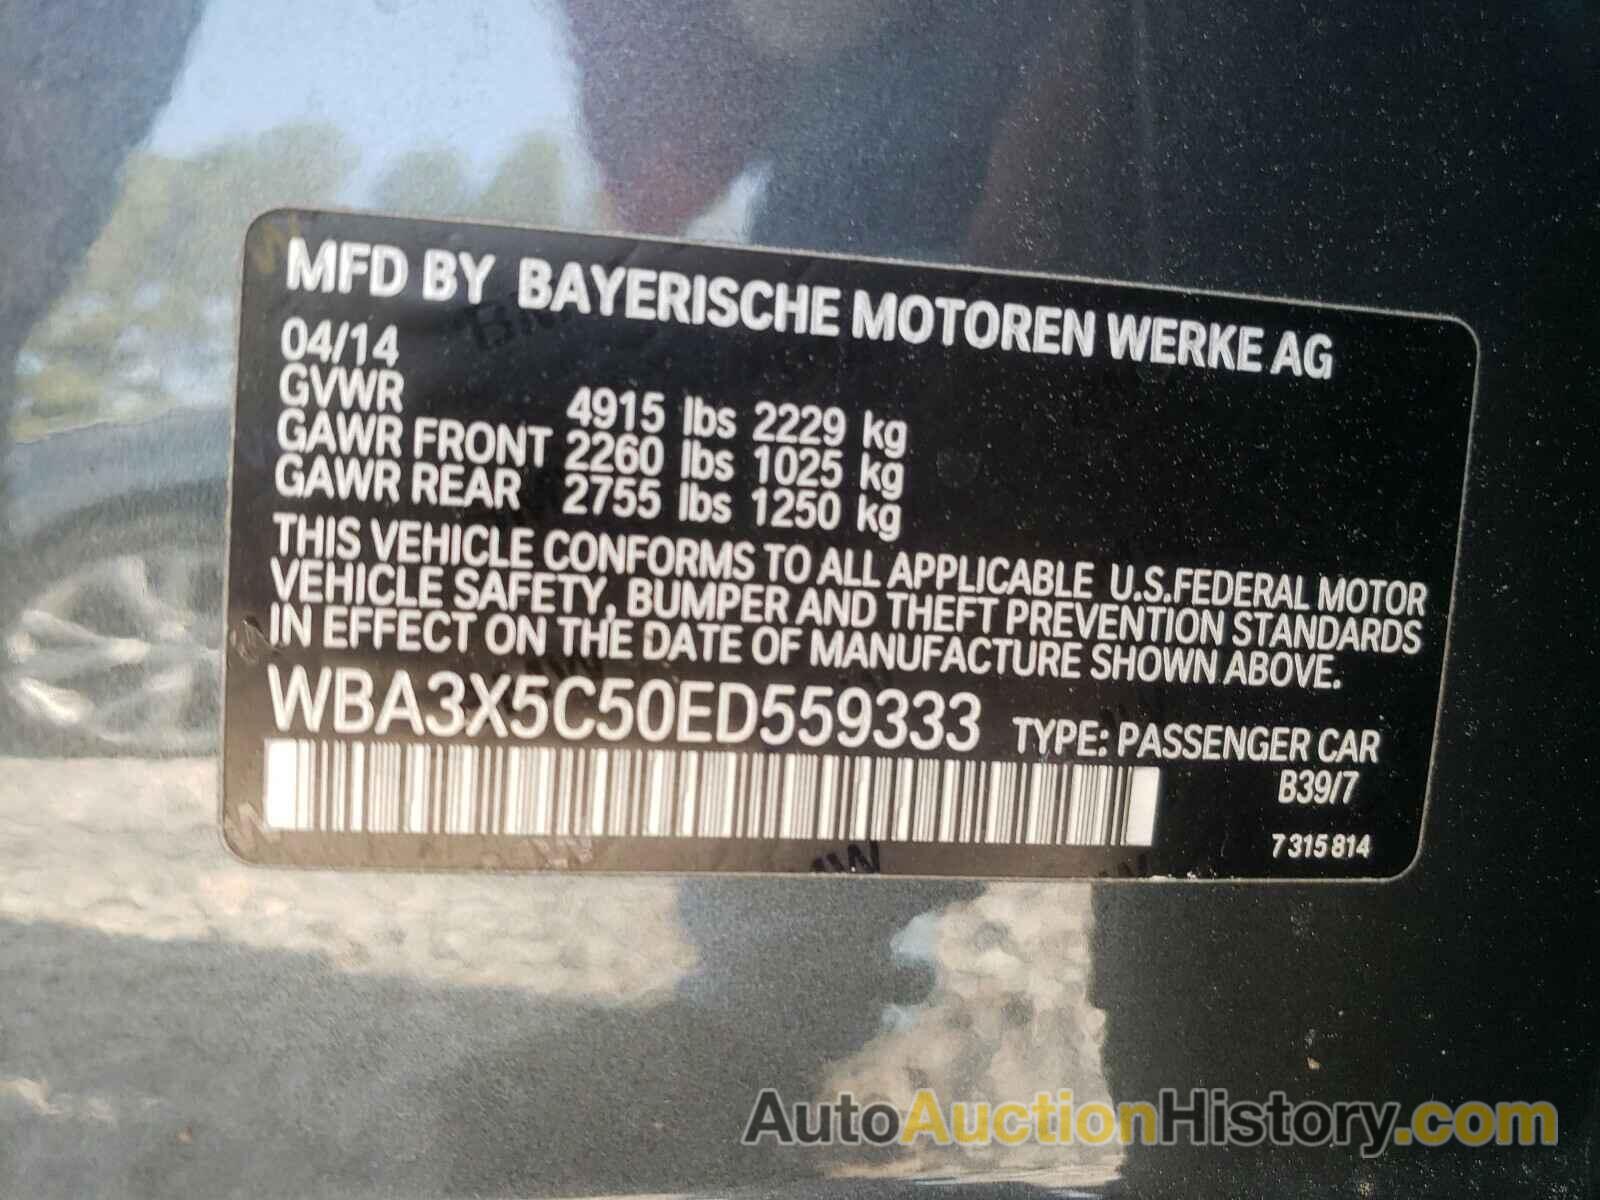 MFD BY BAYERISCHE MOTOREN WERKE AG
04/14
GVWR 4915 lbs 2229 kg
GAWR FRONT 2260 lbs 1025 kg
GAWR REAR 2755 lbs 1250 kg
THIS VEHICLE CONFORMS TO ALL APPLICABLE U.S.FEDERAL MOTOR
VEHICLE SAFETY, BUMPER AND THEFT PREVENTION STANDARDS
IN EFFECT ON THE DATE OF MANUFACTURE SHOWN ABOVE.
WBA3X5C50ED559333 TYPE: PASSENGER CAR
B39/7
7 315 814
AutoAuctionHistory.com